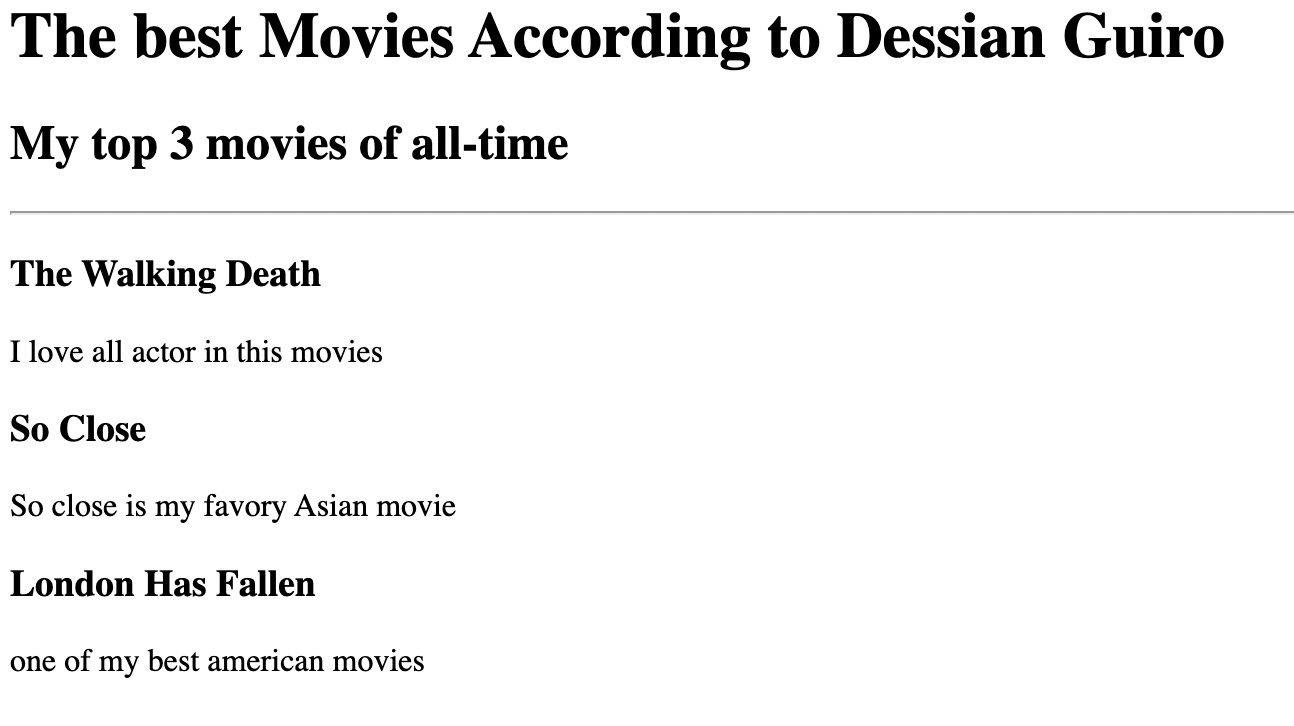 The best Movies According to Dessian Guiro
My top 3 movies of all-time
The Walking Death
I love all actor in this movies
So Close
So close is my favory Asian movie
London Has Fallen
one of my best american movies